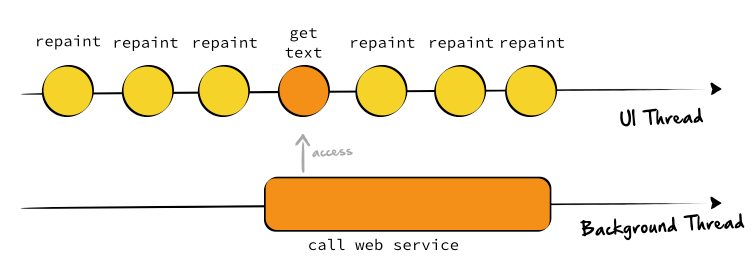 repaint repaint repaint get text repaint repaint repaint
UI Thread
access
Background Thread
call web service